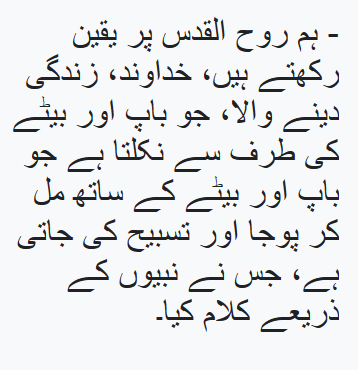 - ہم روح القدس پر یقین
رکھتے ہیں، خداوند، زندگی
دینے والا، جو باپ اور بیٹے
کی طرف سے نکلتا ہے جو
باپ اور بیٹے کے ساتھ مل
کر پوجا اور تسبیح کی جاتی
ہے، جس نے نبیوں کے
ذریعے کلام کیا۔